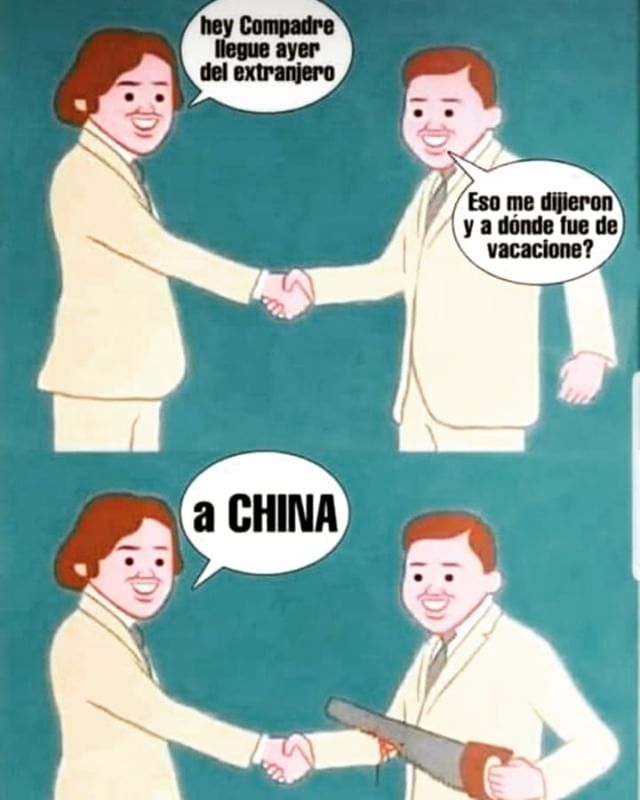 hey Compadre
llegue ayer
del extranjero
Eso me dijieron
y a dónde fue de
vacacione?
a CHINA